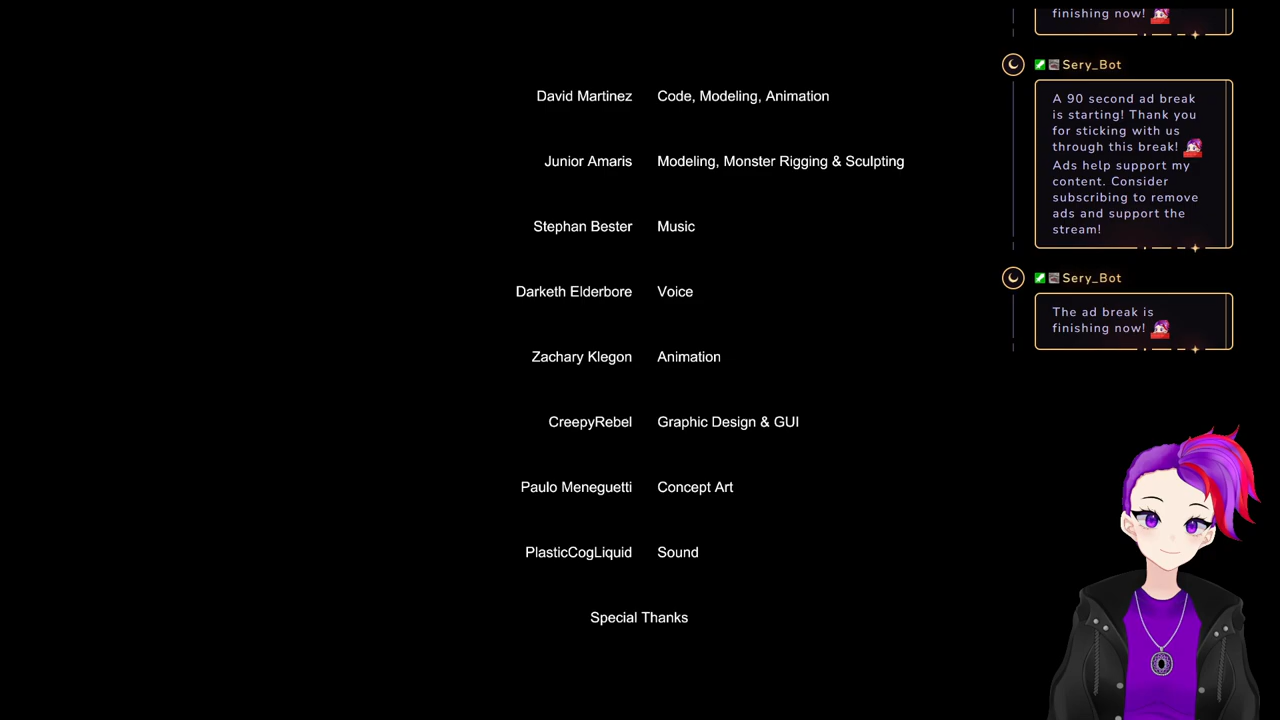 David Martinez Code, Modeling, Animation
Junior Amaris Modeling, Monster Rigging & Sculpting
Stephan Bester Music
Darketh Elderbore Voice
Zachary Klegon Animation
CreepyRebel Graphic Design & GUI
Paulo Meneguetti Concept Art
PlasticCogLiquid Sound
Special Thanks
finishing now!
Sery_Bot
A 90 second ad break
is starting! Thank you
for sticking with us
through this break!
Ads help support my
content. Consider
subscribing to remove
ads and support the
stream!
Sery_Bot
The ad break is
finishing now!